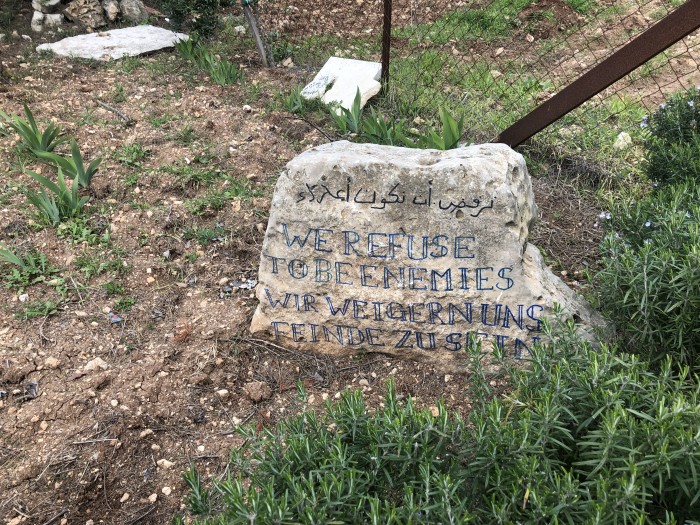 نرفض أن نكون أعداء
WE REFUSE
TO BE ENEMIES
WIR WEIGERN UNS
FEINDE ZU SEIN